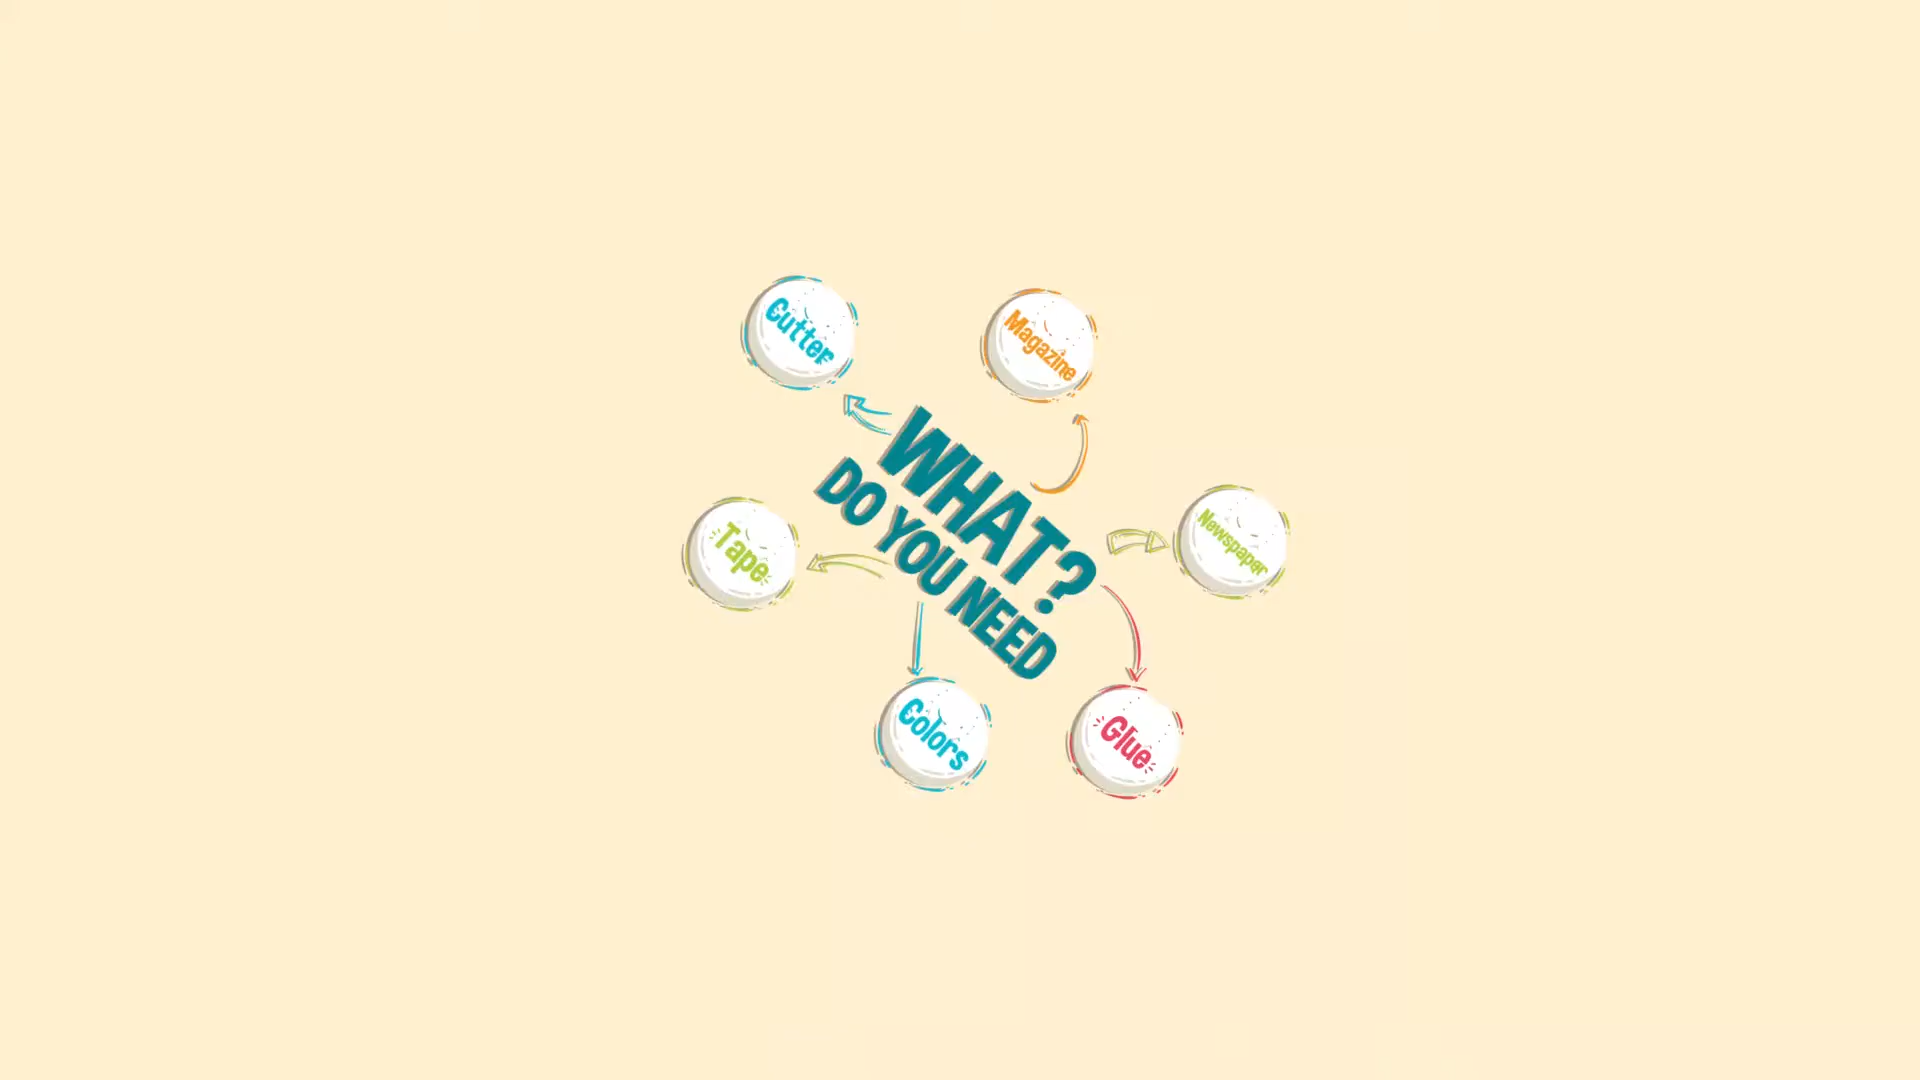 Cutter
Magazine
WHAT?
DO YOU NEED
Tape
Newspaper
Colors
Glue